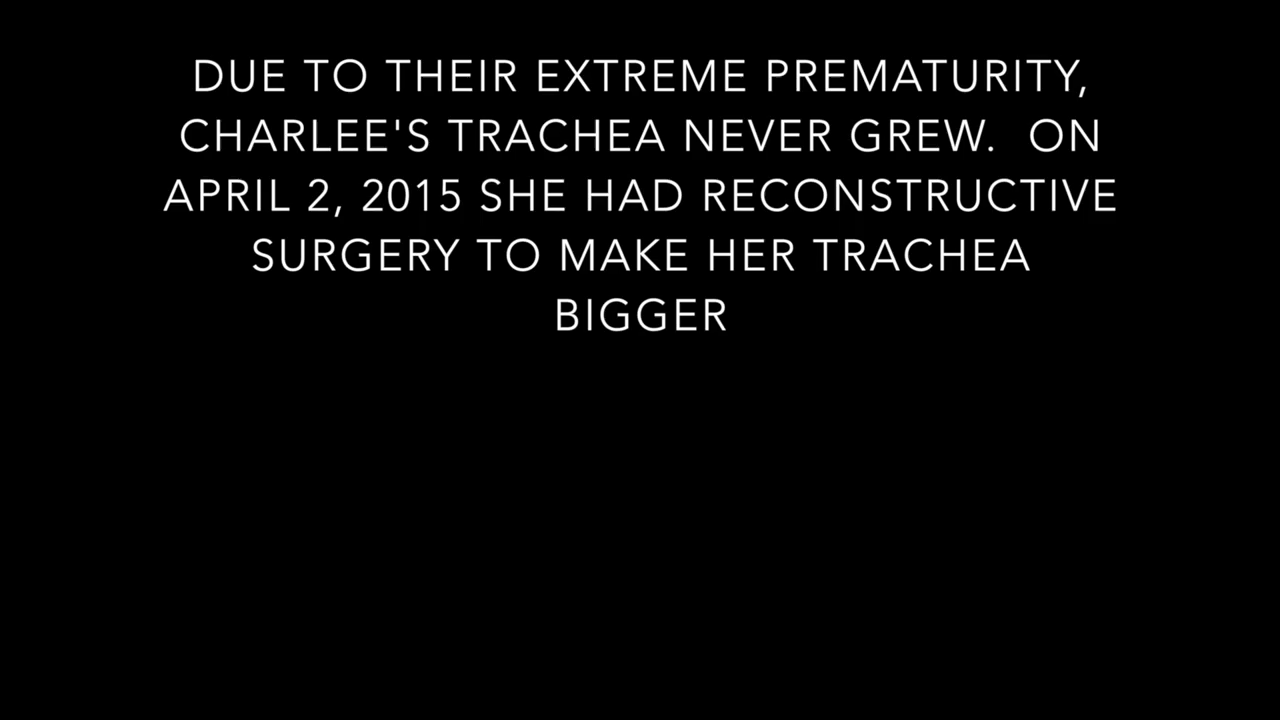 DUE TO THEIR EXTREME PREMATURITY,
CHARLEE'S TRACHEA NEVER GREW.  ON
APRIL 2, 2015 SHE HAD RECONSTRUCTIVE
SURGERY TO MAKE HER TRACHEA
BIGGER